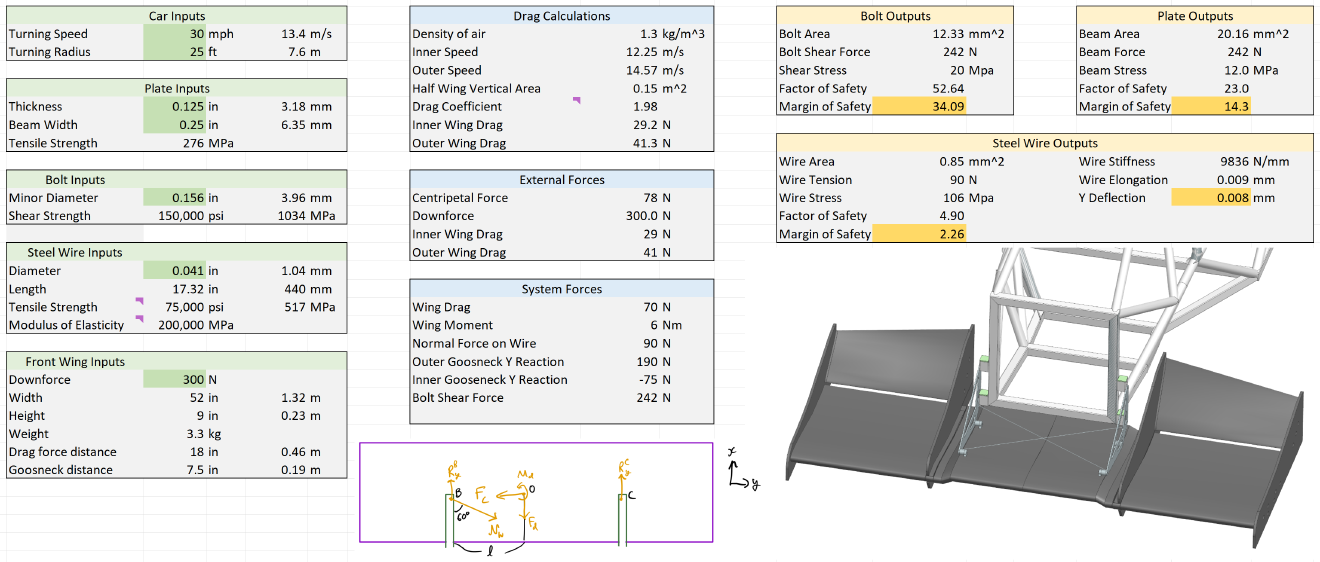 Car Inputs
Turning Speed 30 mph 13.4 m/s
Turning Radius 25 ft 7.6 m
Plate Inputs
Thickness 0.125 in 3.18 mm
Beam Width 0.25 in 6.35 mm
Tensile Strength 276 MPa
Bolt Inputs
Minor Diameter 0.156 in 3.96 mm
Shear Strength 150,000 psi 1034 MPa
Steel Wire Inputs
Diameter 0.041 in 1.04 mm
Length 17.32 in 440 mm
Tensile Strength 75,000 psi 517 MPa
Modulus of Elasticity 200,000 MPa
Front Wing Inputs
Downforce 300 N
Width 52 in 1.32 m
Height 9 in 0.23 m
Weight 3.3 kg
Drag force distance 18 in 0.46 m
Goosneck distance 7.5 in 0.19 m
Drag Calculations
Density of air 1.3 kg/m^3
Inner Speed 12.25 m/s
Outer Speed 14.57 m/s
Half Wing Vertical Area 0.15 m^2
Drag Coefficient 1.98
Inner Wing Drag 29.2 N
Outer Wing Drag 41.3 N
External Forces
Centripetal Force 78 N
Downforce 300.0 N
Inner Wing Drag 29 N
Outer Wing Drag 41 N
System Forces
Wing Drag 70 N
Wing Moment 6 Nm
Normal Force on Wire 90 N
Outer Goosneck Y Reaction 190 N
Inner Gooseneck Y Reaction -75 N
Bolt Shear Force 242 N
B
60°
Fc
Md
O
Fd
Nw
l
C
x
y
Bolt Outputs
Bolt Area 12.33 mm^2
Bolt Shear Force 242 N
Shear Stress 20 Mpa
Factor of Safety 52.64
Margin of Safety 34.09
Plate Outputs
Beam Area 20.16 mm^2
Beam Force 242 N
Beam Stress 12.0 MPa
Factor of Safety 23.0
Margin of Safety 14.3
Steel Wire Outputs
Wire Area 0.85 mm^2 Wire Stiffness 9836 N/mm
Wire Tension 90 N Wire Elongation 0.009 mm
Wire Stress 106 Mpa Y Deflection 0.008 mm
Factor of Safety 4.90
Margin of Safety 2.26